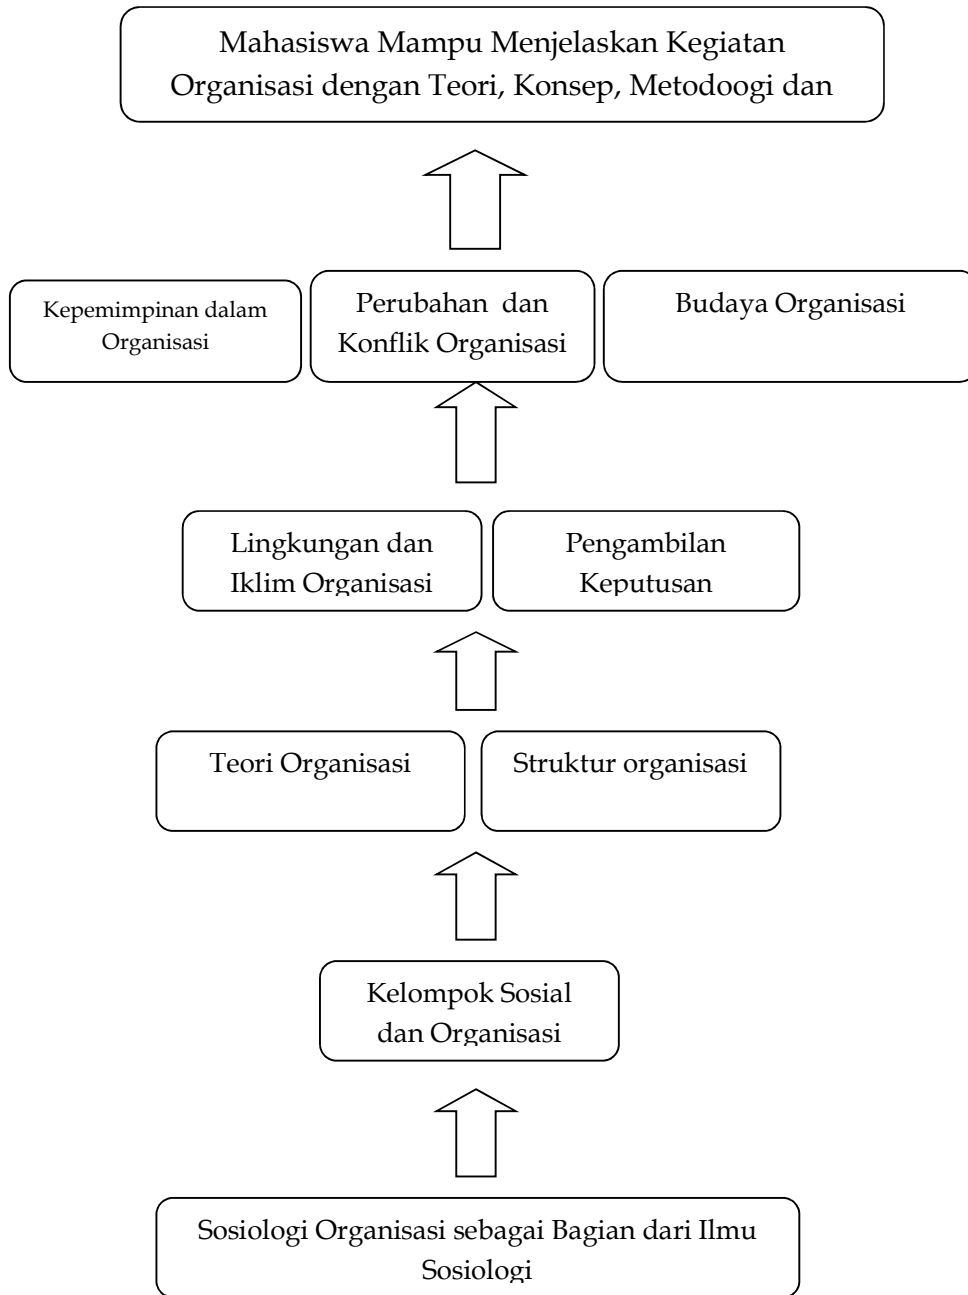 Mahasiswa Mampu Menjelaskan Kegiatan
Organisasi dengan Teori, Konsep, Metodoogi dan
Kepemimpinan dalam
Organisasi
Perubahan dan
Konflik Organisasi
Budaya Organisasi
Lingkungan dan
Iklim Organisasi
Pengambilan
Keputusan
Teori Organisasi
Struktur organisasi
Kelompok Sosial
dan Organisasi
Sosiologi Organisasi sebagai Bagian dari Ilmu
Sosiologi